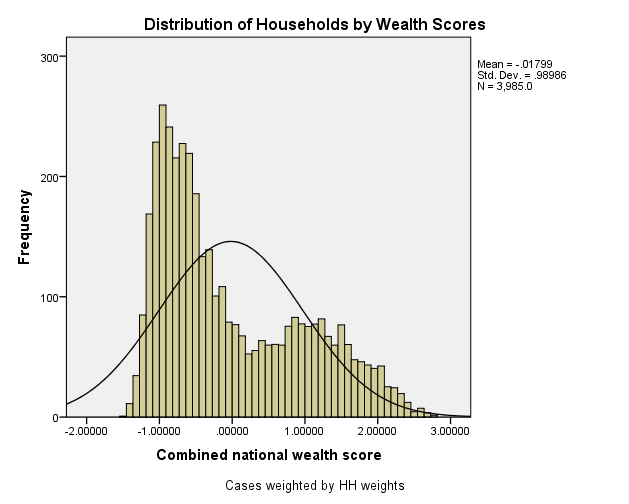 Distribution of Households by Wealth Scores
Mean = -.01799
Std. Dev. = .98986
N = 3,985.0
Frequency
300
200
100
0
-2.00000 -1.00000 .00000 1.00000 2.00000 3.00000
Combined national wealth score
Cases weighted by HH weights